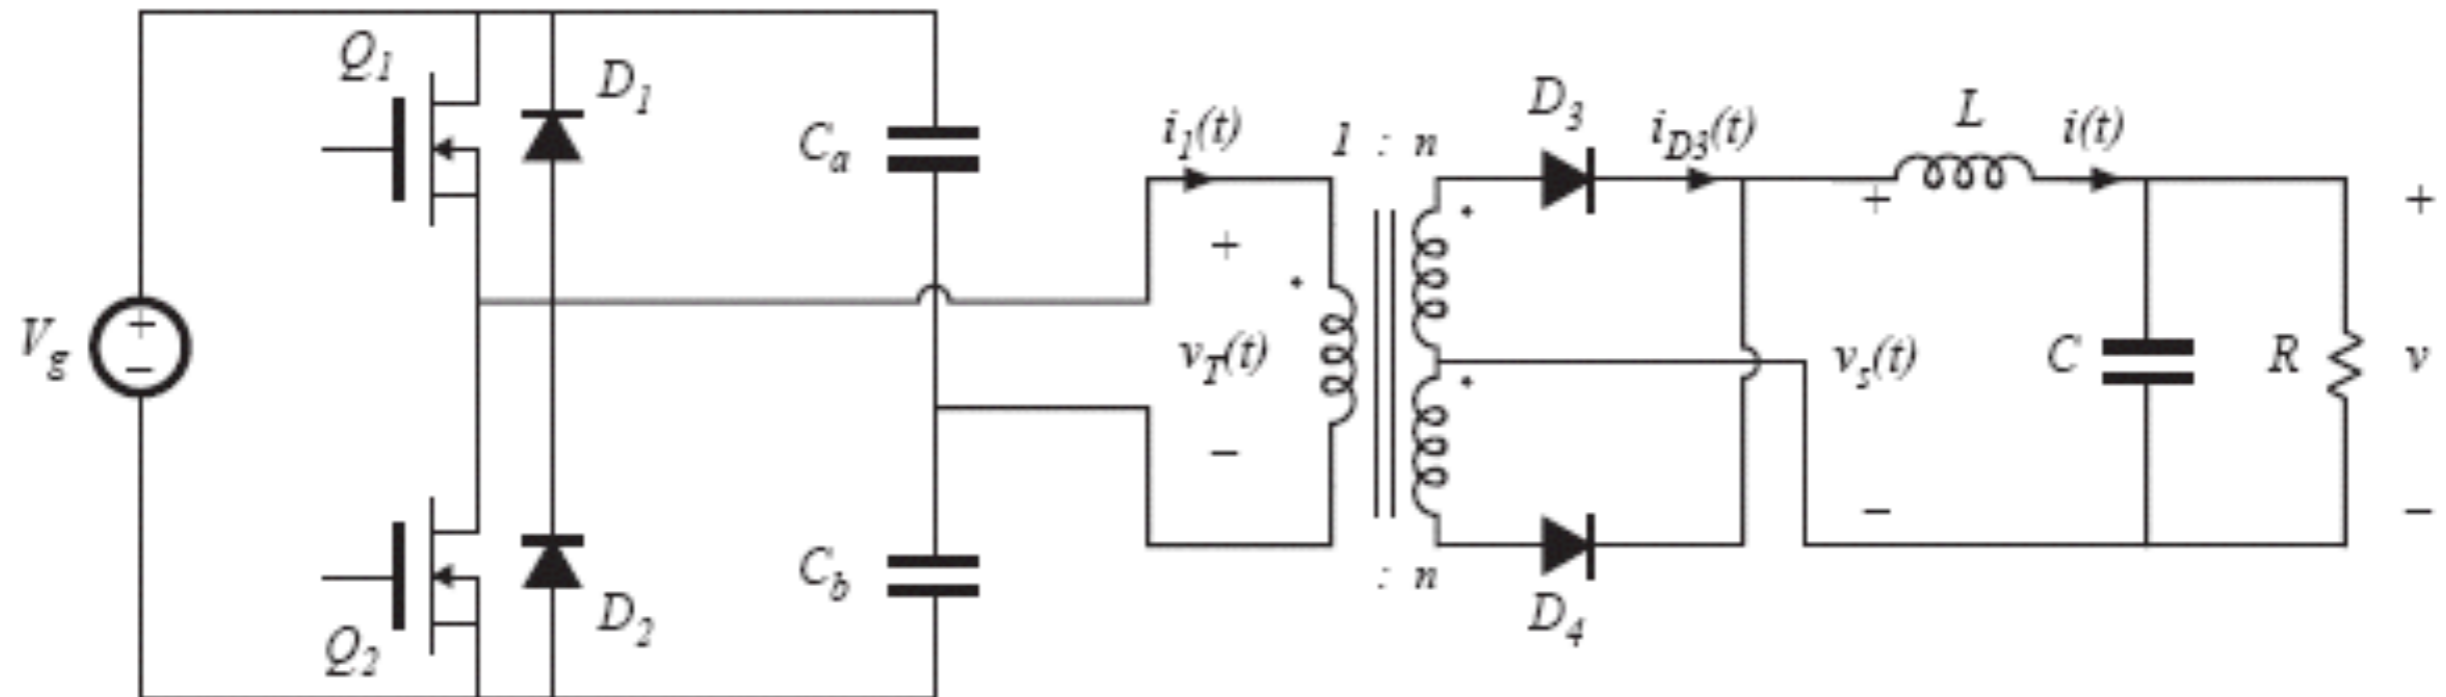 Q1
D1
Ca
i1(t)
1 : n
D3
iD3(t)
L
i(t)
+
+
+
Vg
+
−
vT(t)
vs(t)
C
R
v
−
−
−
Cb
: n
D4
Q2
D2